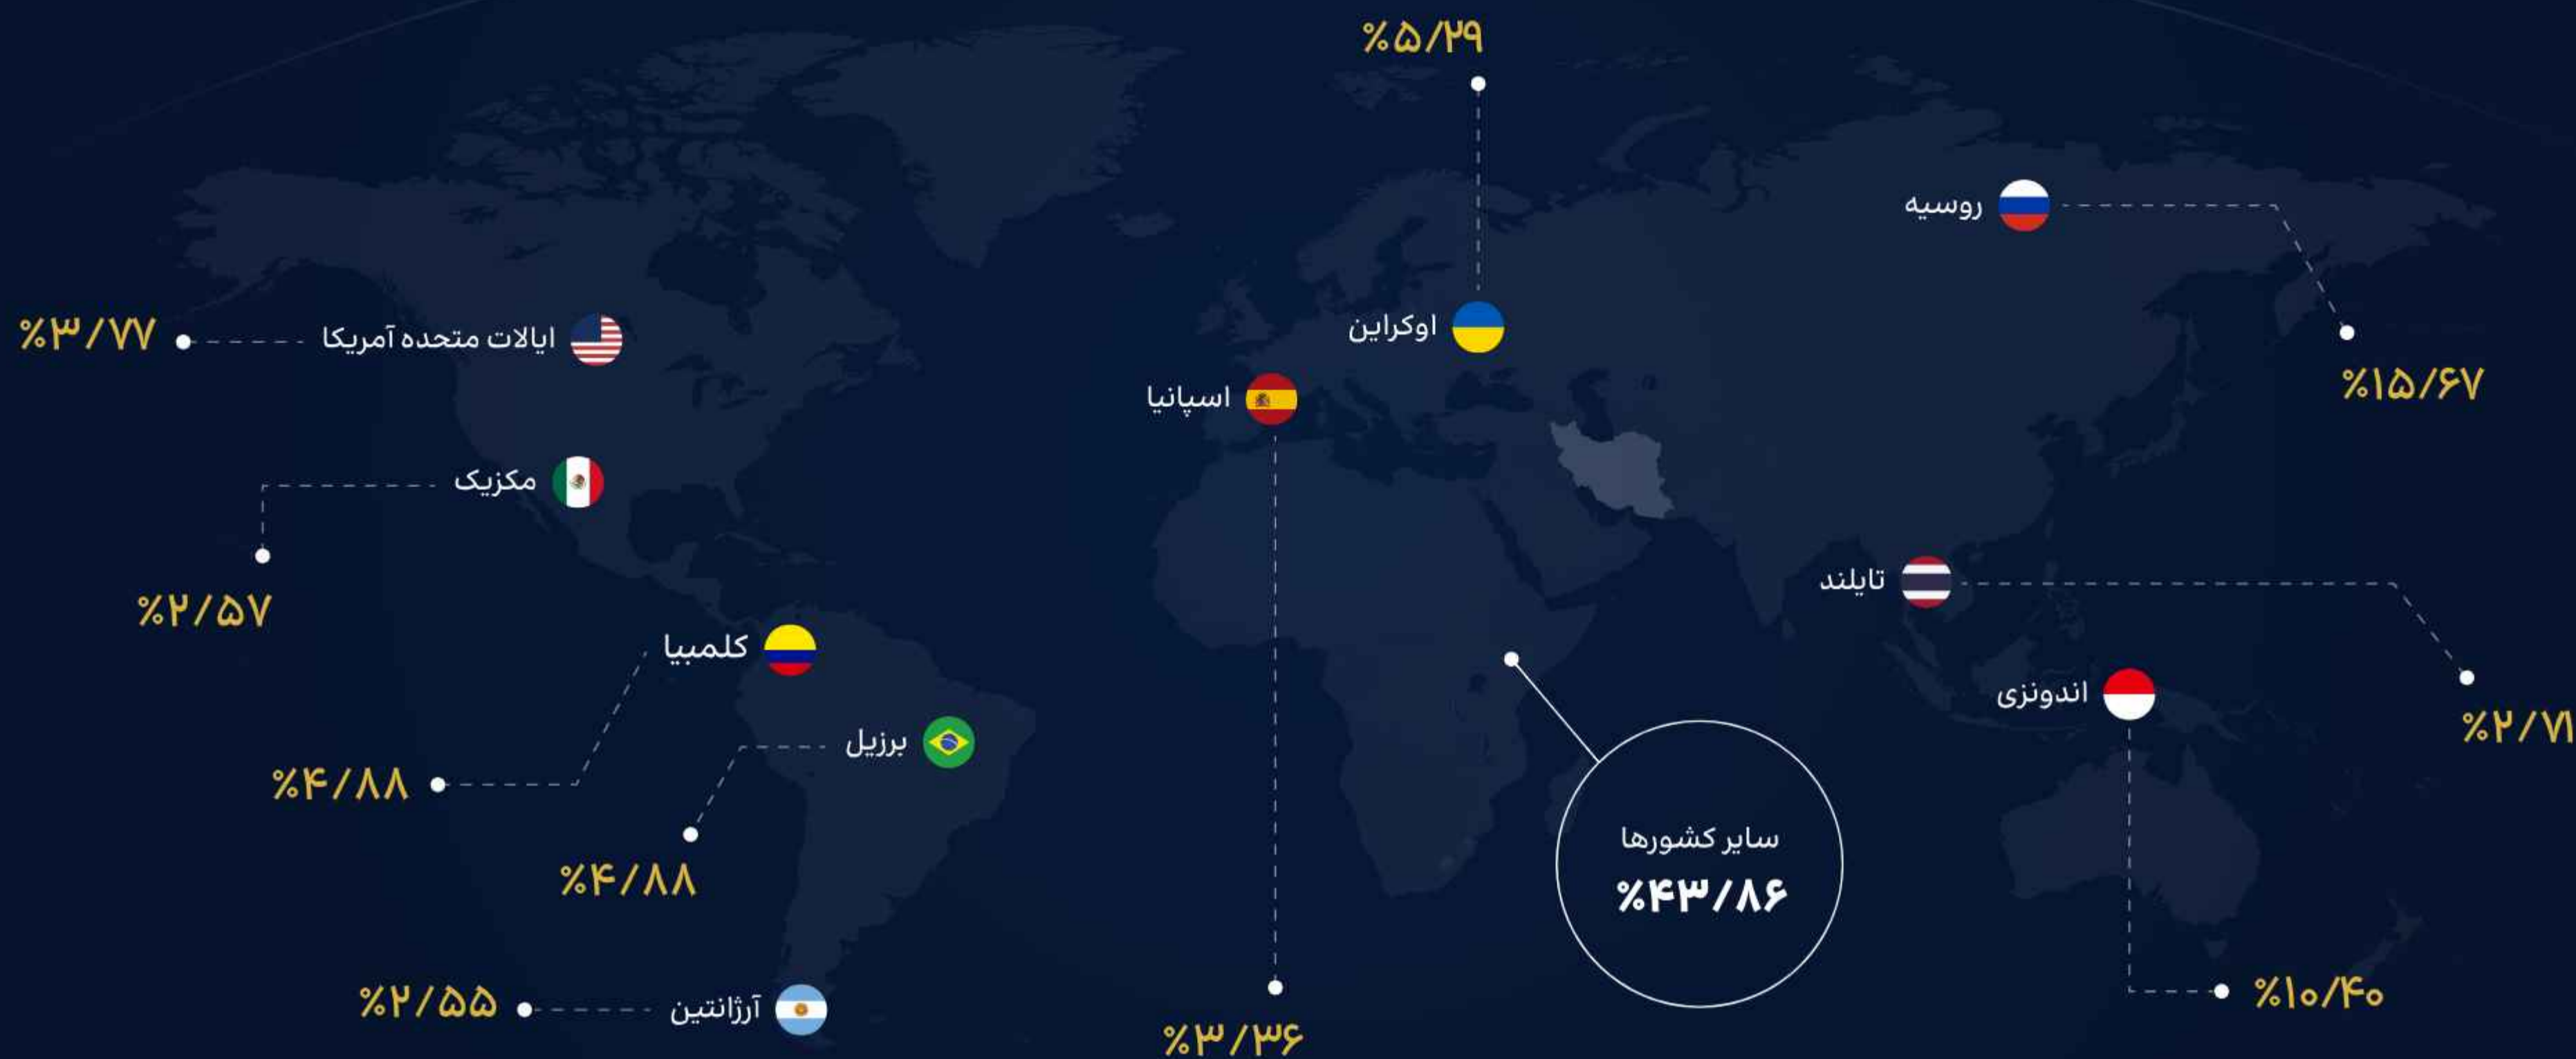 %۵/۲۹
اوکراین
روسیه
%۱۵/۶۷
ایالات متحده آمریکا
%۳/۷۷
اسپانیا
%۳/۳۶
مکزیک
%۲/۵۷
تایلند
%۲/۷۱
کلمبیا
%۴/۸۸
اندونزی
%۱۰/۴۰
برزیل
%۴/۸۸
سایر کشورها
%۴۳/۸۶
آرژانتین
%۲/۵۵